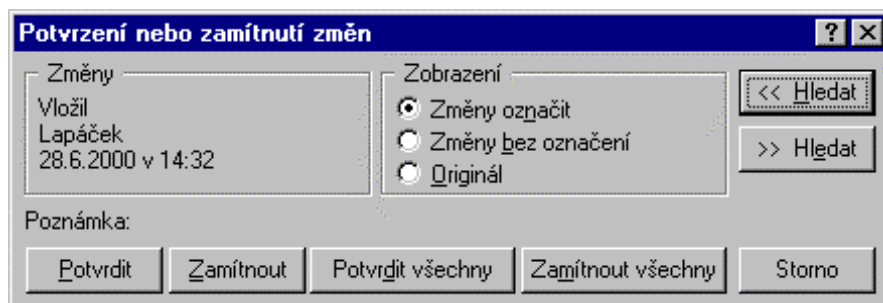 Potvrzení nebo zamítnutí změn
Změny
Vložil
Lapáček
28.6.2000 v 14:32
Zobrazení
Změny označit
Změny bez označení
Originál
<< Hledat
>> Hledat
Poznámka:
Potvrdit
Zamítnout
Potvrdit všechny
Zamítnout všechny
Storno